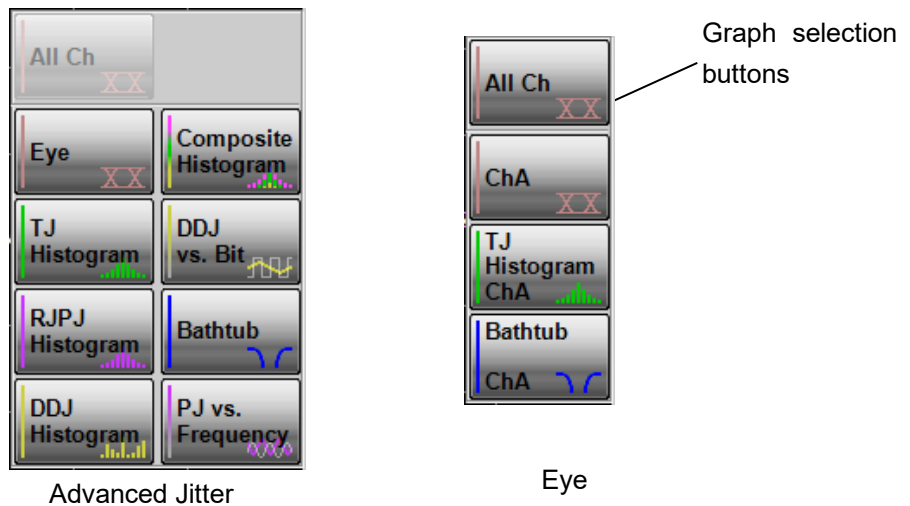 All Ch
Eye
Composite
Histogram
TJ
Histogram
DDJ
vs. Bit
RJPJ
Histogram
Bathtub
DDJ
Histogram
PJ vs.
Frequency
Advanced Jitter
All Ch
ChA
TJ
Histogram
ChA
Bathtub
ChA
Eye
Graph selection
buttons